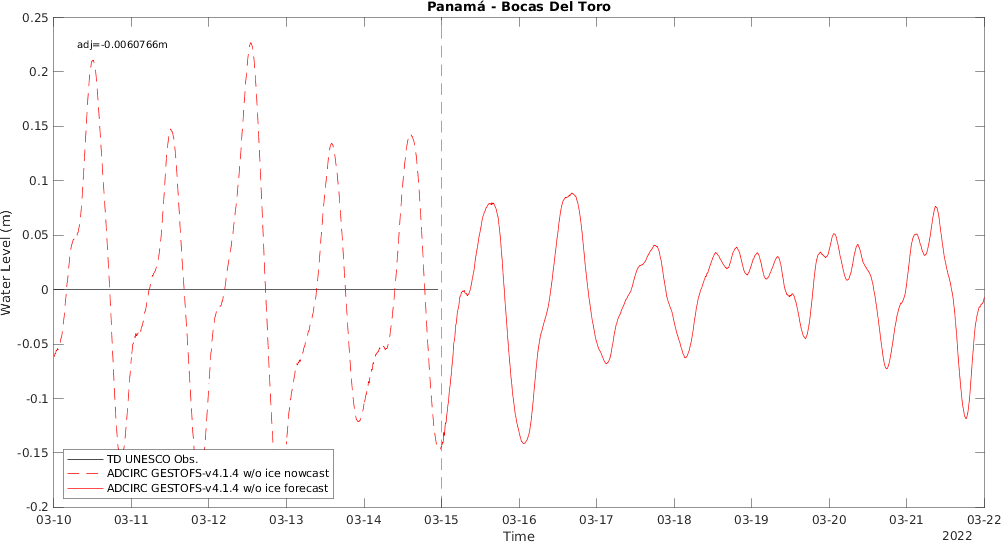 Panamá - Bocas Del Toro
adj=-0.0060766m
0.25
0.2
0.15
0.1
0.05
0
-0.05
-0.1
-0.15
-0.2
Water Level (m)
TD UNESCO Obs.
ADCIRC GESTOFS-v4.1.4 w/o ice nowcast
ADCIRC GESTOFS-v4.1.4 w/o ice forecast
03-10 03-11 03-12 03-13 03-14 03-15 03-16 03-17 03-18 03-19 03-20 03-21 03-22
Time
2022